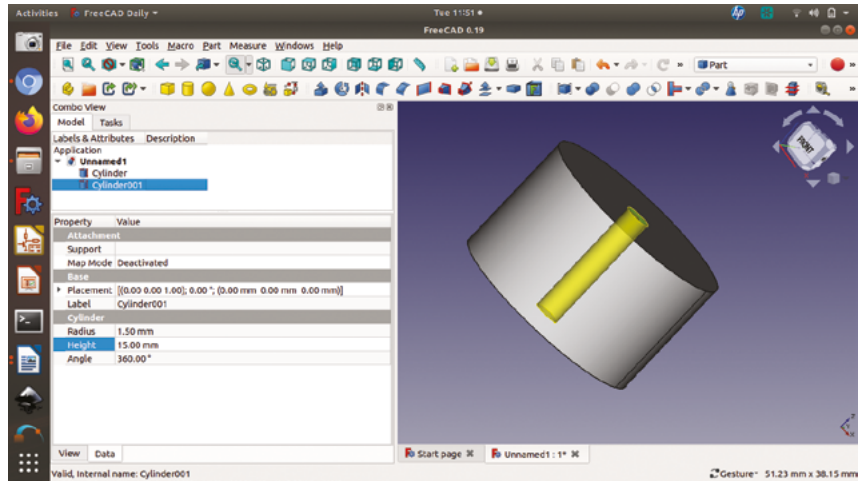 Activities FreeCAD Daily Tue 11:51
FreeCAD 0.19
File Edit View Tools Macro Part Measure Windows Help
Part
Combo View
Model Tasks
Labels & Attributes Description
Application
Unnamed1
Cylinder
Cylinder001
Property Value
Attachment
Support
Map Mode Deactivated
Base
Placement [(0.00 0.00 1.00); 0.00 °; (0.00 mm 0.00 mm 0.00 mm)]
Label Cylinder001
Cylinder
Radius 1.50 mm
Height 15.00 mm
Angle 360.00 °
FRONT
View Data
Start page Unnamed1 : 1*
Valid, Internal name: Cylinder001
Gesture 51.23 mm x 38.15 mm